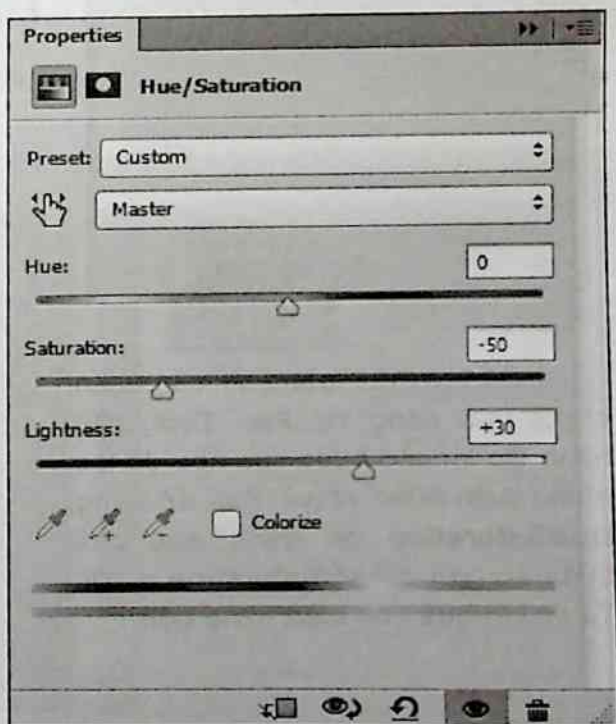 Properties
Hue/Saturation
Preset: Custom
Master
Hue: 0
Saturation: -50
Lightness: +30
Colorize